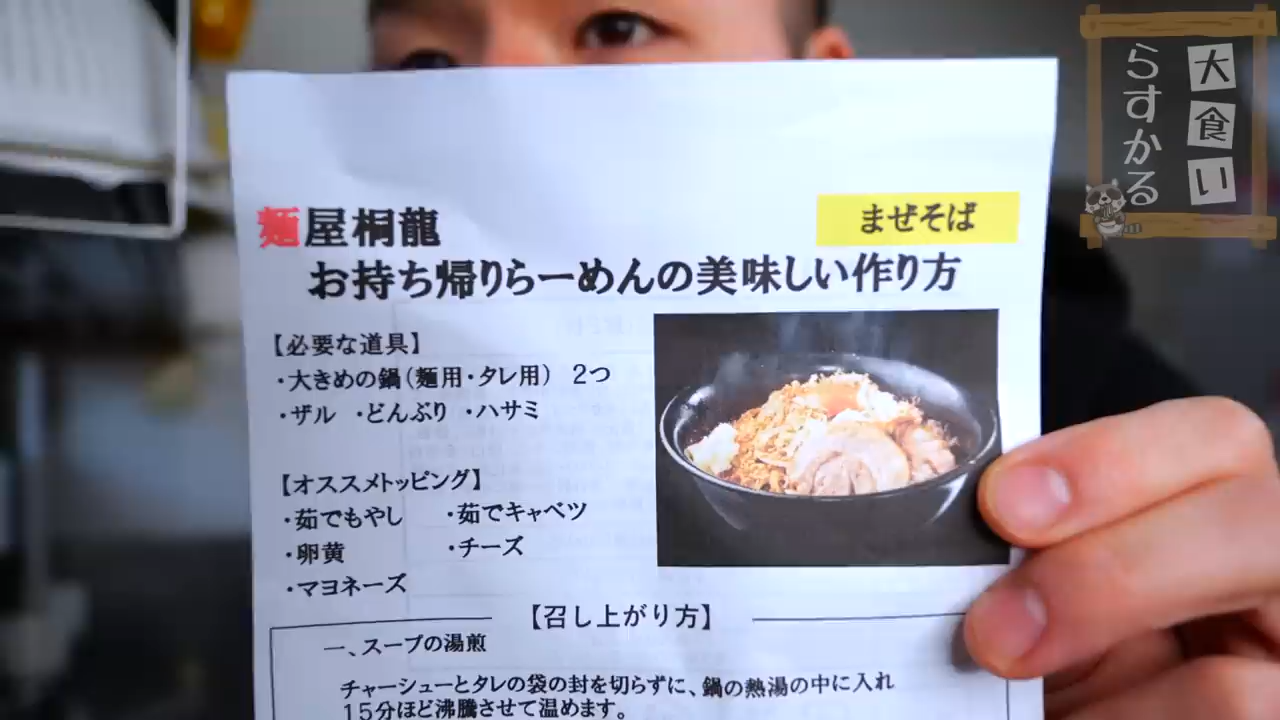 大食い
らすかる
麺屋桐龍
まぜそば
お持ち帰りらーめんの美味しい作り方
【必要な道具】
・大きめの鍋(麺用・タレ用) 2つ
・ザル ・どんぶり ・ハサミ
【オススメトッピング】
・茹でもやし ・茹でキャベツ
・卵黄 ・チーズ
・マヨネーズ
【召し上がり方】
一、スープの湯煎
チャーシューとタレの袋の封を切らずに、鍋の熱湯の中に入れ
15分ほど沸騰させて温めます。